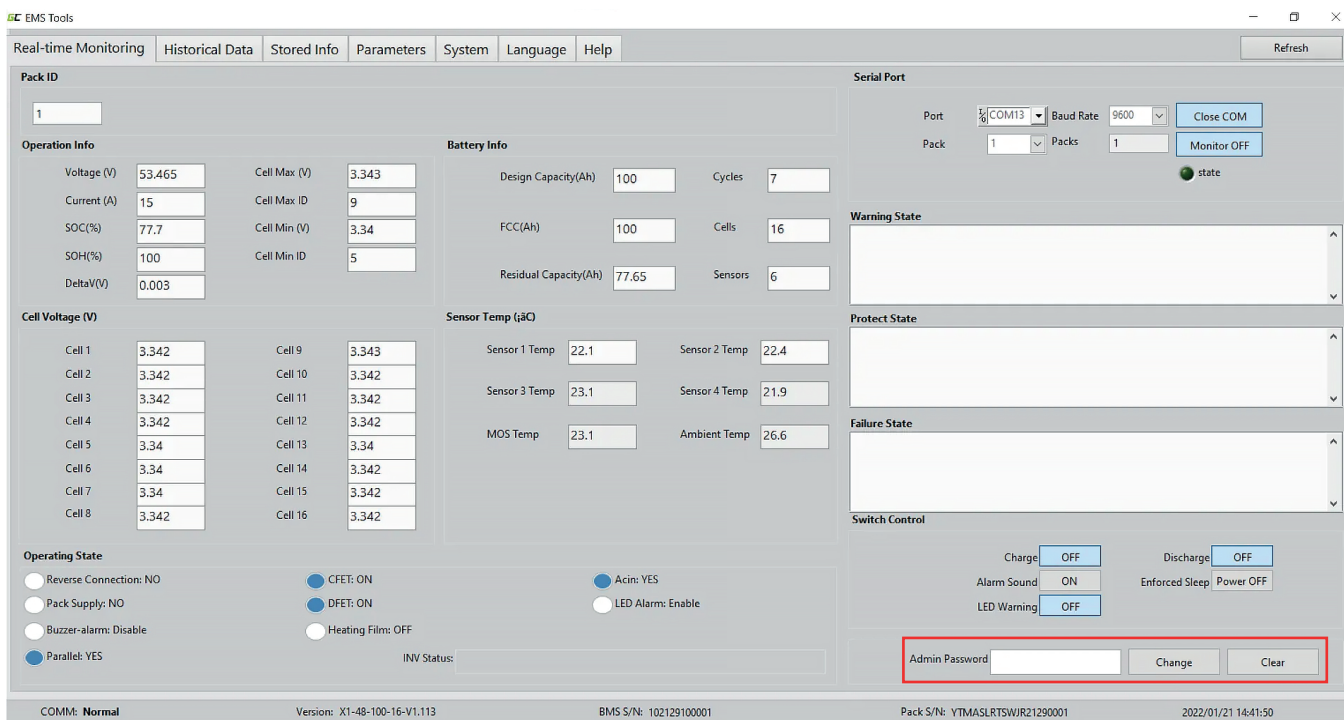 GC EMS Tools
Real-time Monitoring Historical Data Stored Info Parameters System Language Help Refresh
Pack ID
1
Operation Info
Voltage (V) 53.465 Cell Max (V) 3.343
Current (A) 15 Cell Max ID 9
SOC(%) 77.7 Cell Min (V) 3.34
SOH(%) 100 Cell Min ID 5
DeltaV(V) 0.003
Battery Info
Design Capacity(Ah) 100 Cycles 7
FCC(Ah) 100 Cells 16
Residual Capacity(Ah) 77.65 Sensors 6
Cell Voltage (V)
Cell 1 3.342 Cell 9 3.343
Cell 2 3.342 Cell 10 3.342
Cell 3 3.342 Cell 11 3.342
Cell 4 3.342 Cell 12 3.342
Cell 5 3.34 Cell 13 3.34
Cell 6 3.34 Cell 14 3.342
Cell 7 3.34 Cell 15 3.342
Cell 8 3.342 Cell 16 3.342
Sensor Temp (¡ãC)
Sensor 1 Temp 22.1 Sensor 2 Temp 22.4
Sensor 3 Temp 23.1 Sensor 4 Temp 21.9
MOS Temp 23.1 Ambient Temp 26.6
Operating State
Reverse Connection: NO CFET: ON Acin: YES
Pack Supply: NO DFET: ON LED Alarm: Enable
Buzzer-alarm: Disable Heating Film: OFF
Parallel: YES INV Status:
Serial Port
Port I/O COM13 Baud Rate 9600 Close COM
Pack 1 Packs 1 Monitor OFF
state
Warning State
Protect State
Failure State
Switch Control
Charge OFF Discharge OFF
Alarm Sound ON Enforced Sleep Power OFF
LED Warning OFF
Admin Password Change Clear
COMM: Normal Version: X1-48-100-16-V1.113 BMS S/N: 102129100001 Pack S/N: YTMASLRTSWJR21290001 2022/01/21 14:41:50